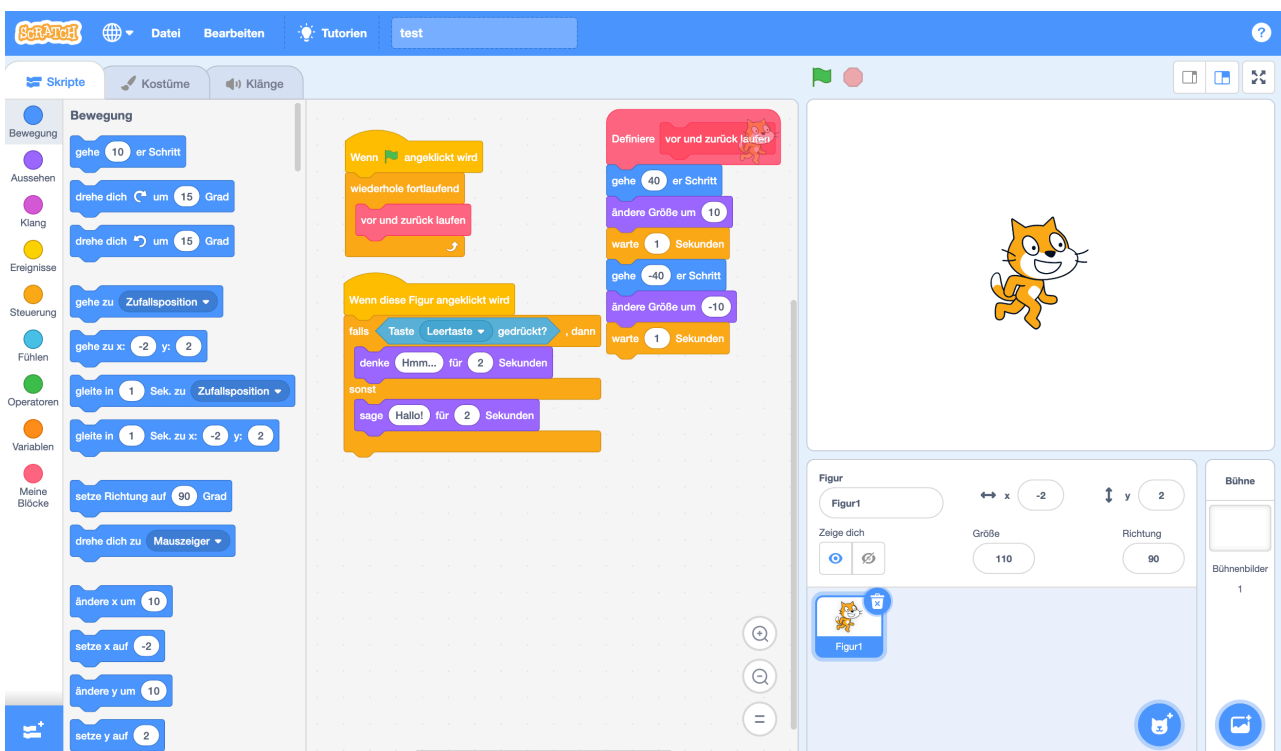 SCRATCH
Datei Bearbeiten Tutorien test ?
Skripte Kostüme Klänge
Bewegung
Aussehen
Klang
Ereignisse
Steuerung
Fühlen
Operatoren
Variablen
Meine
Blöcke
Bewegung
gehe 10 er Schritt
drehe dich um 15 Grad
drehe dich um 15 Grad
gehe zu Zufallsposition
gehe zu x: -2 y: 2
gleite in 1 Sek. zu Zufallsposition
gleite in 1 Sek. zu x: -2 y: 2
setze Richtung auf 90 Grad
drehe dich zu Mauszeiger
ändere x um 10
setze x auf -2
ändere y um 10
setze y auf 2
Wenn angeklickt wird
wiederhole fortlaufend
vor und zurück laufen
Wenn diese Figur angeklickt wird
falls Taste Leertaste gedrückt? , dann
denke Hmm... für 2 Sekunden
sonst
sage Hallo! für 2 Sekunden
Definiere vor und zurück laufen
gehe 40 er Schritt
ändere Größe um 10
warte 1 Sekunden
gehe -40 er Schritt
ändere Größe um -10
warte 1 Sekunden
Figur
Figur1
x -2 y 2
Zeige dich
Größe
110
Richtung
90
Figur1
Bühne
Bühnenbilder
1